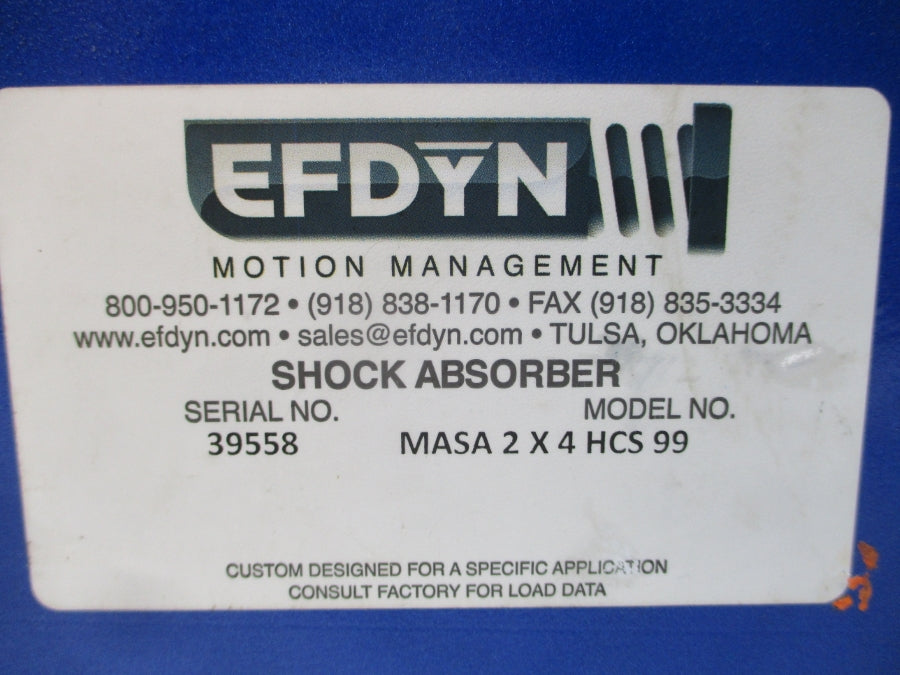 EFDYN
MOTION MANAGEMENT
800-950-1172 • (918) 838-1170 • FAX (918) 835-3334
www.efdyn.com • sales@efdyn.com • TULSA, OKLAHOMA
SHOCK ABSORBER
SERIAL NO. MODEL NO.
39558 MASA 2 X 4 HCS 99
CUSTOM DESIGNED FOR A SPECIFIC APPLICATION
CONSULT FACTORY FOR LOAD DATA